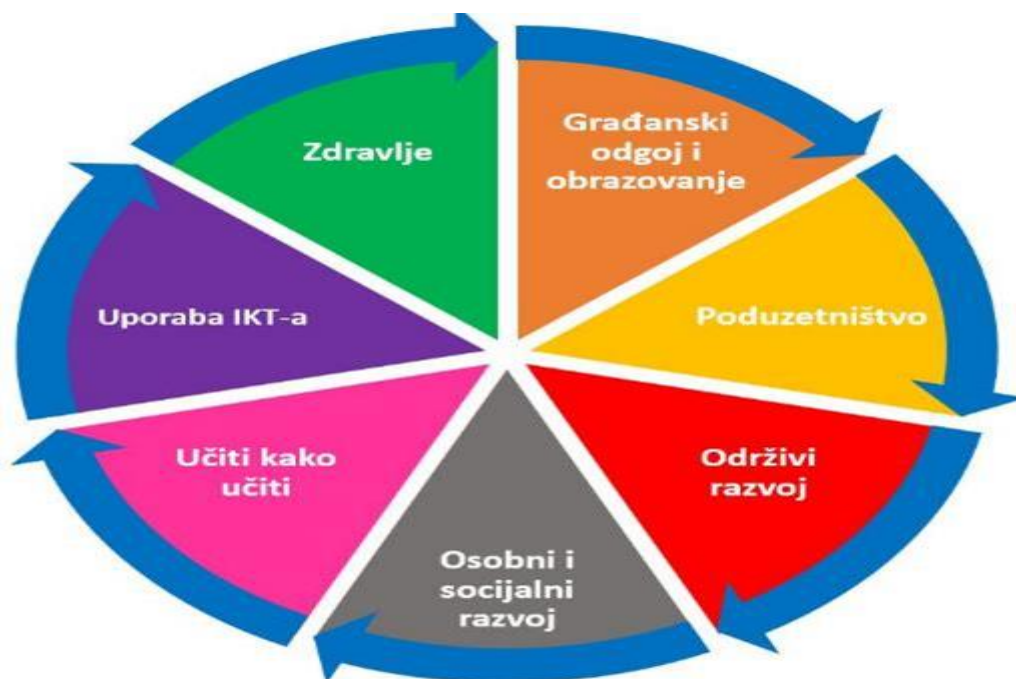 Građanski
odgoj i
obrazovanje
Poduzetništvo
Održivi
razvoj
Osobni i
socijalni
razvoj
Učiti kako
učiti
Uporaba IKT-a
Zdravlje